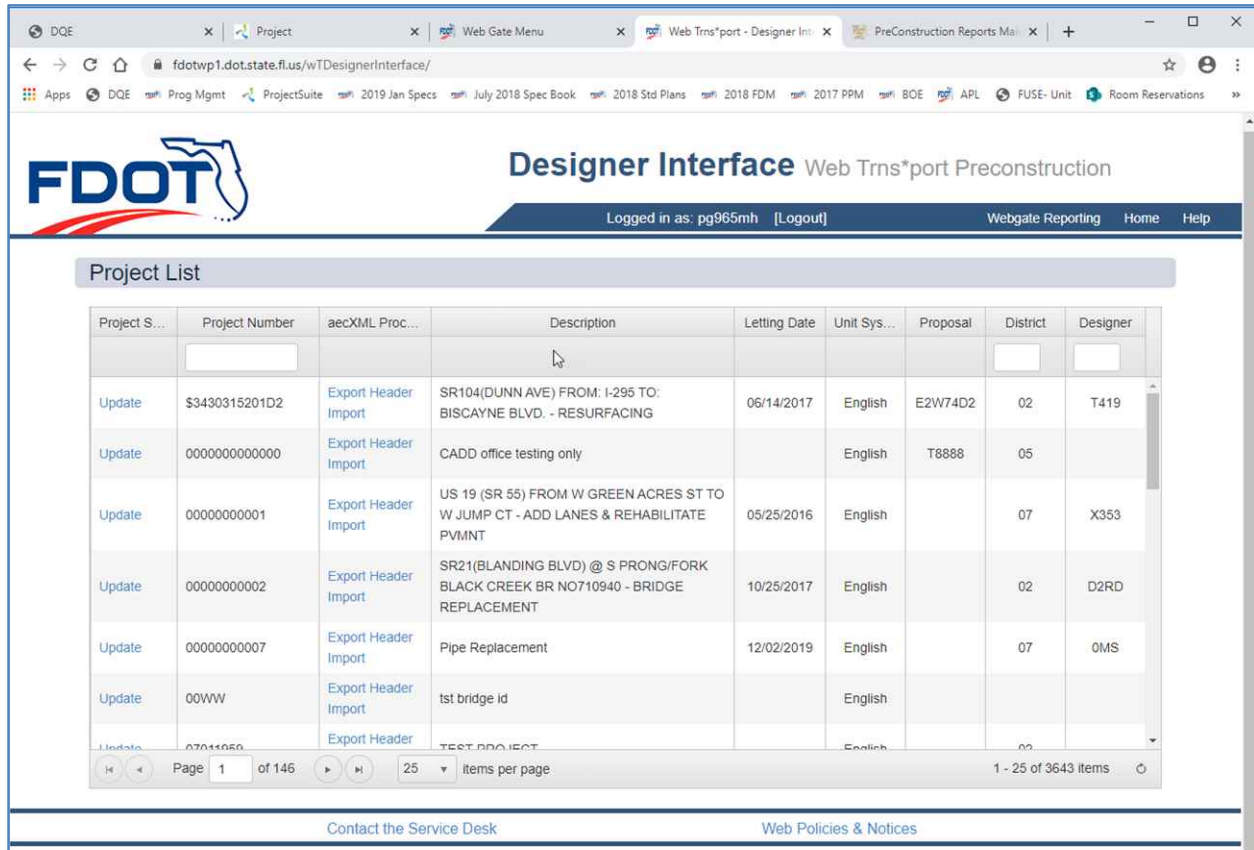 DQE
Project
Web Gate Menu
Web Trns*port - Designer Int
PreConstruction Reports Mai
fdotwp1.dot.state.fl.us/wTDesignerInterface/
Apps DQE Prog Mgmt ProjectSuite 2019 Jan Specs July 2018 Spec Book 2018 Std Plans 2018 FDM 2017 PPM BOE APL FUSE- Unit Room Reservations »
FDOT
Designer Interface Web Trns*port Preconstruction
Logged in as: pg965mh [Logout] Webgate Reporting Home Help
Project List
Project S... Project Number aecXML Proc... Description Letting Date Unit Sys... Proposal District Designer
Update $3430315201D2 Export Header Import SR104(DUNN AVE) FROM: I-295 TO: 06/14/2017 English E2W74D2 02 T419
BISCAYNE BLVD. - RESURFACING
Update 0000000000000 Export Header Import CADD office testing only English T8888 05
Update 00000000001 Export Header Import US 19 (SR 55) FROM W GREEN ACRES ST TO 05/25/2016 English 07 X353
W JUMP CT - ADD LANES & REHABILITATE
PVMNT
Update 00000000002 Export Header Import SR21(BLANDING BLVD) @ S PRONG/FORK 10/25/2017 English 02 D2RD
BLACK CREEK BR NO710940 - BRIDGE
REPLACEMENT
Update 00000000007 Export Header Import Pipe Replacement 12/02/2019 English 07 0MS
Update 00WW Export Header Import tst bridge id English
Update 07011959 Export Header TEST PROJECT English 02
Page 1 of 146 25 items per page 1 - 25 of 3643 items
Contact the Service Desk Web Policies & Notices